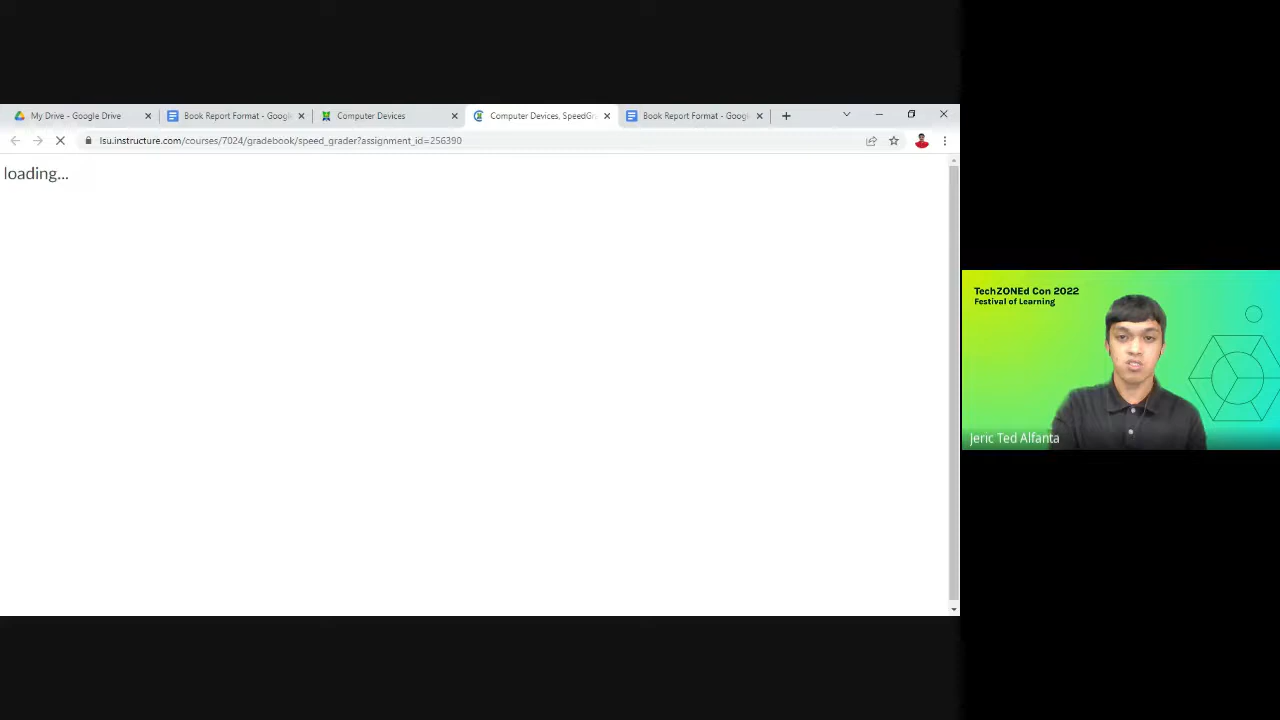 My Drive - Google Drive
Book Report Format - Googl
Computer Devices
Computer Devices, SpeedGr
Book Report Format - Googl
lsu.instructure.com/courses/7024/gradebook/speed_grader?assignment_id=256390
loading...
TechZONEd Con 2022
Festival of Learning
Jeric Ted Alfanta